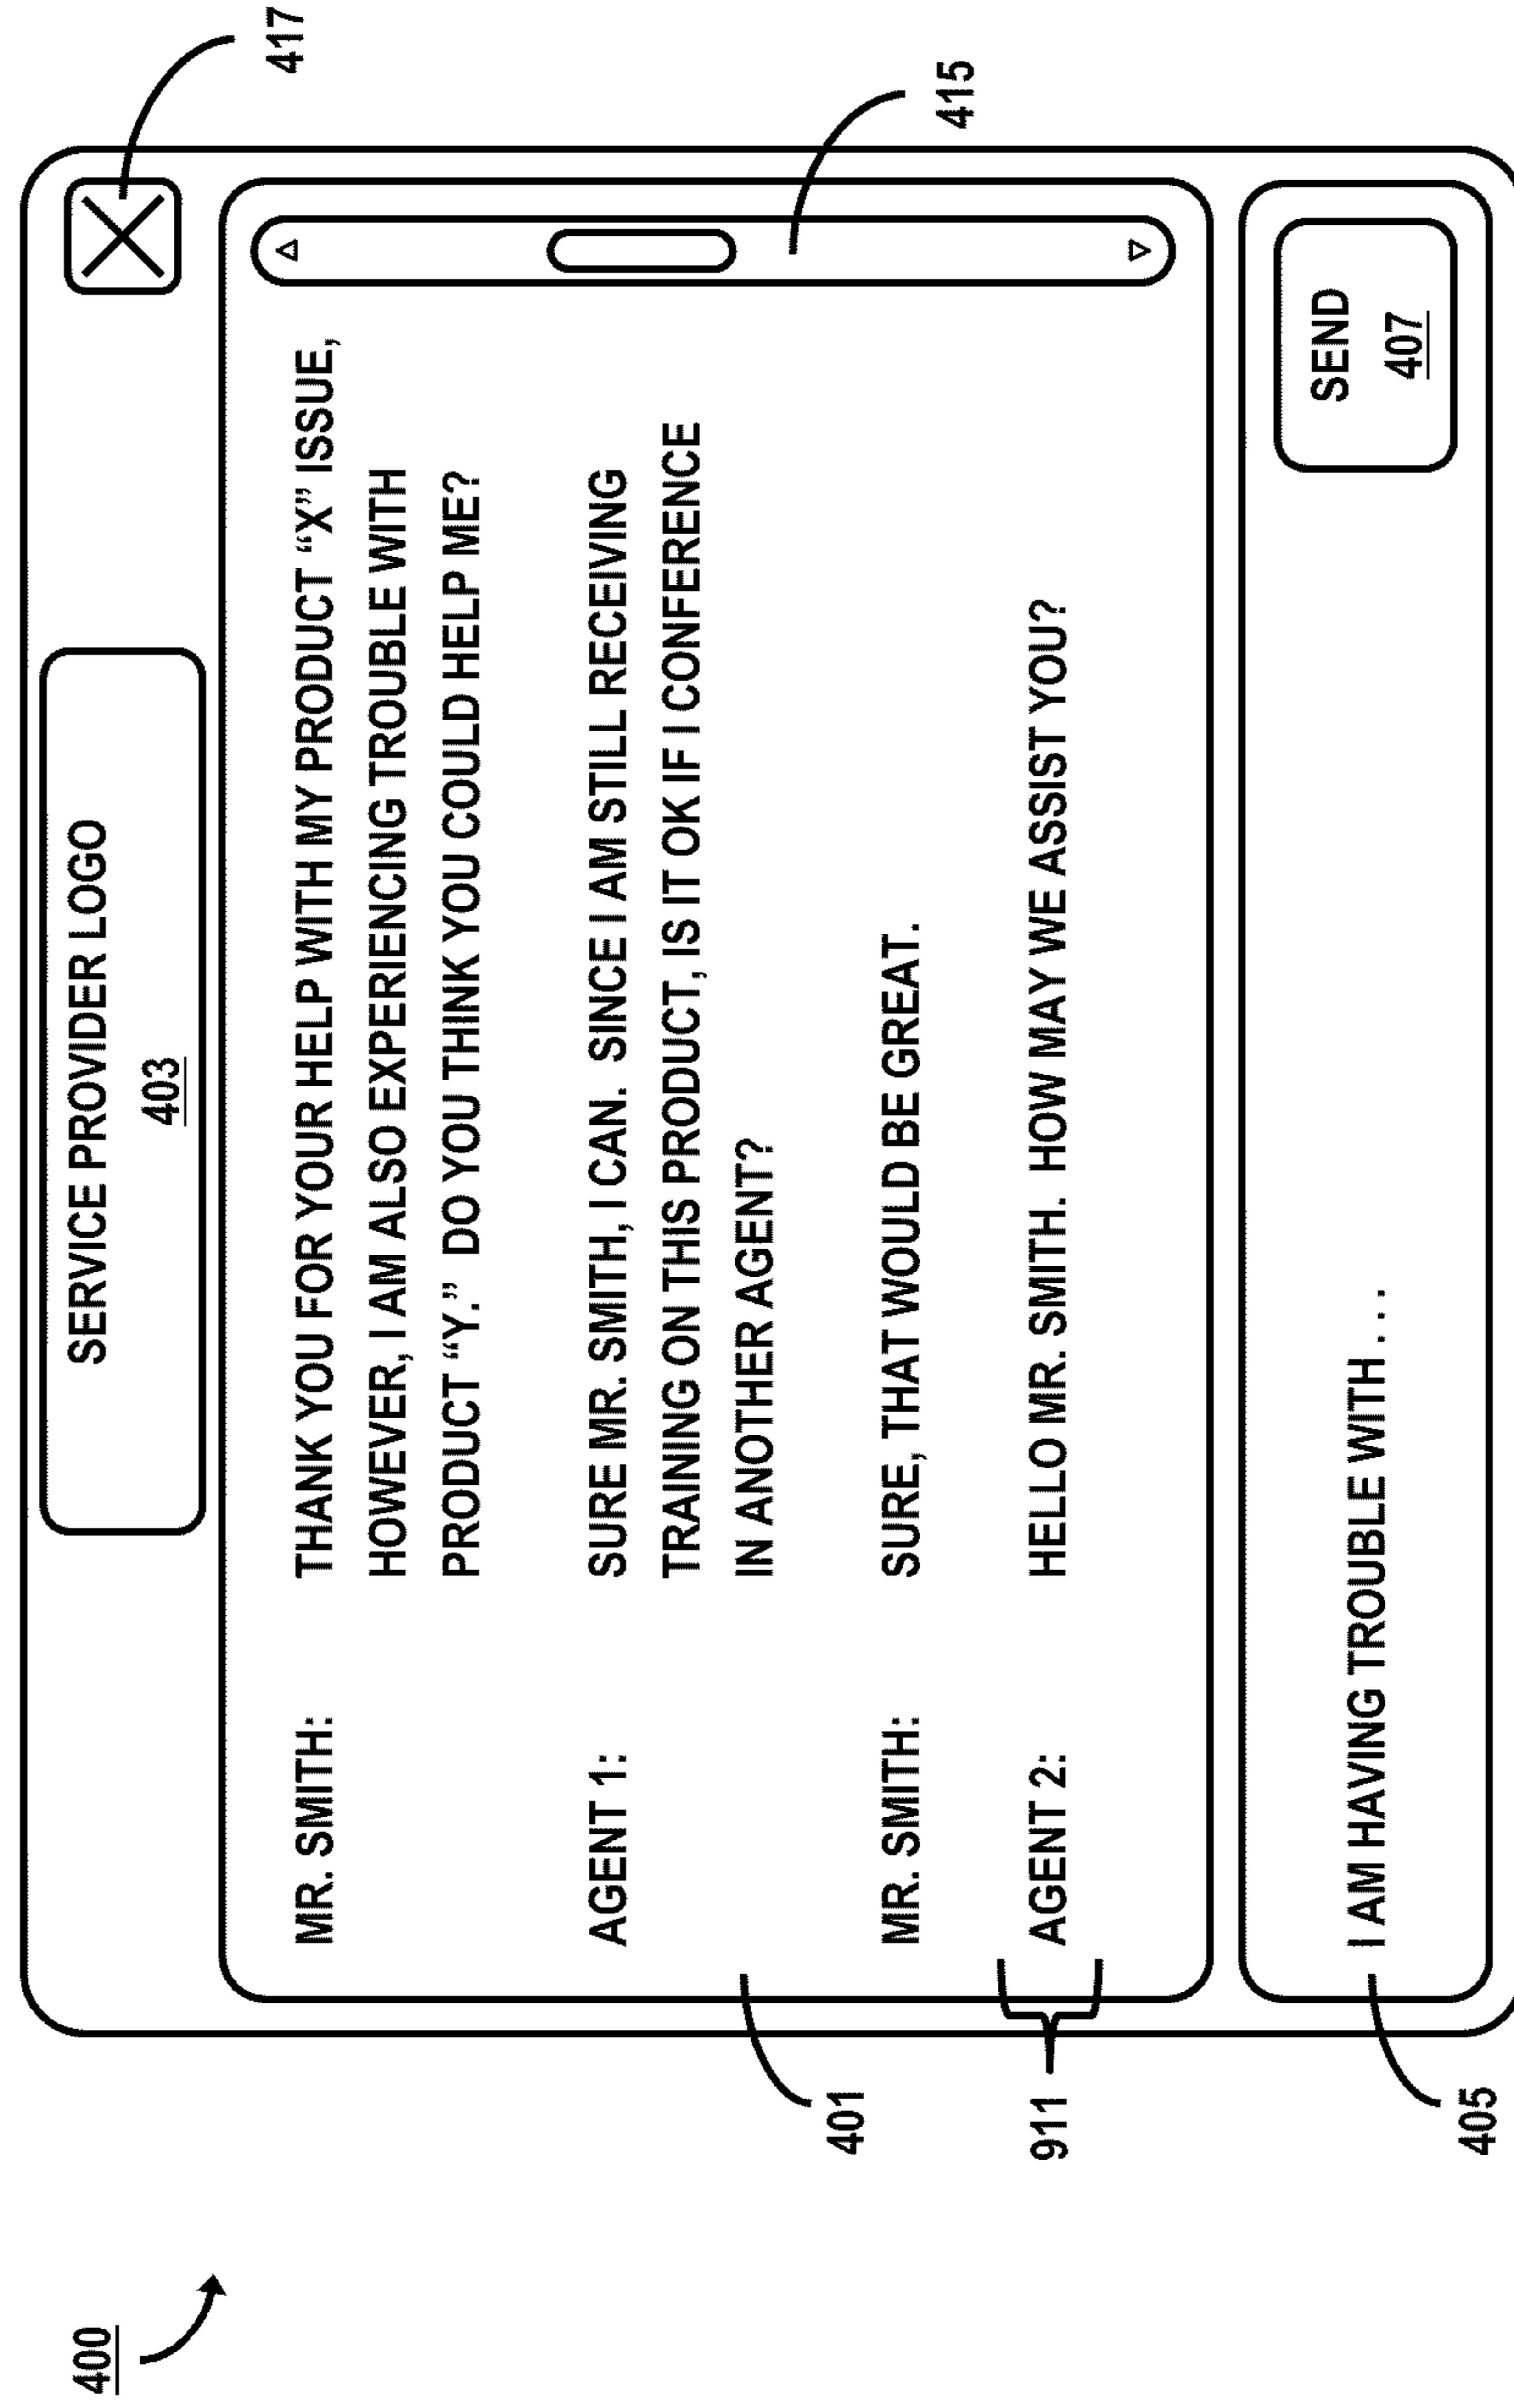 400
417
SERVICE PROVIDER LOGO
403
MR. SMITH: THANK YOU FOR YOUR HELP WITH MY PRODUCT “X” ISSUE,
HOWEVER, I AM ALSO EXPERIENCING TROUBLE WITH
PRODUCT “Y.” DO YOU THINK YOU COULD HELP ME?
415
AGENT 1: SURE MR. SMITH, I CAN. SINCE I AM STILL RECEIVING
TRAINING ON THIS PRODUCT, IS IT OK IF I CONFERENCE
IN ANOTHER AGENT?
401
MR. SMITH: SURE, THAT WOULD BE GREAT.
911
AGENT 2: HELLO MR. SMITH. HOW MAY WE ASSIST YOU?
I AM HAVING TROUBLE WITH . . .
SEND
407
405